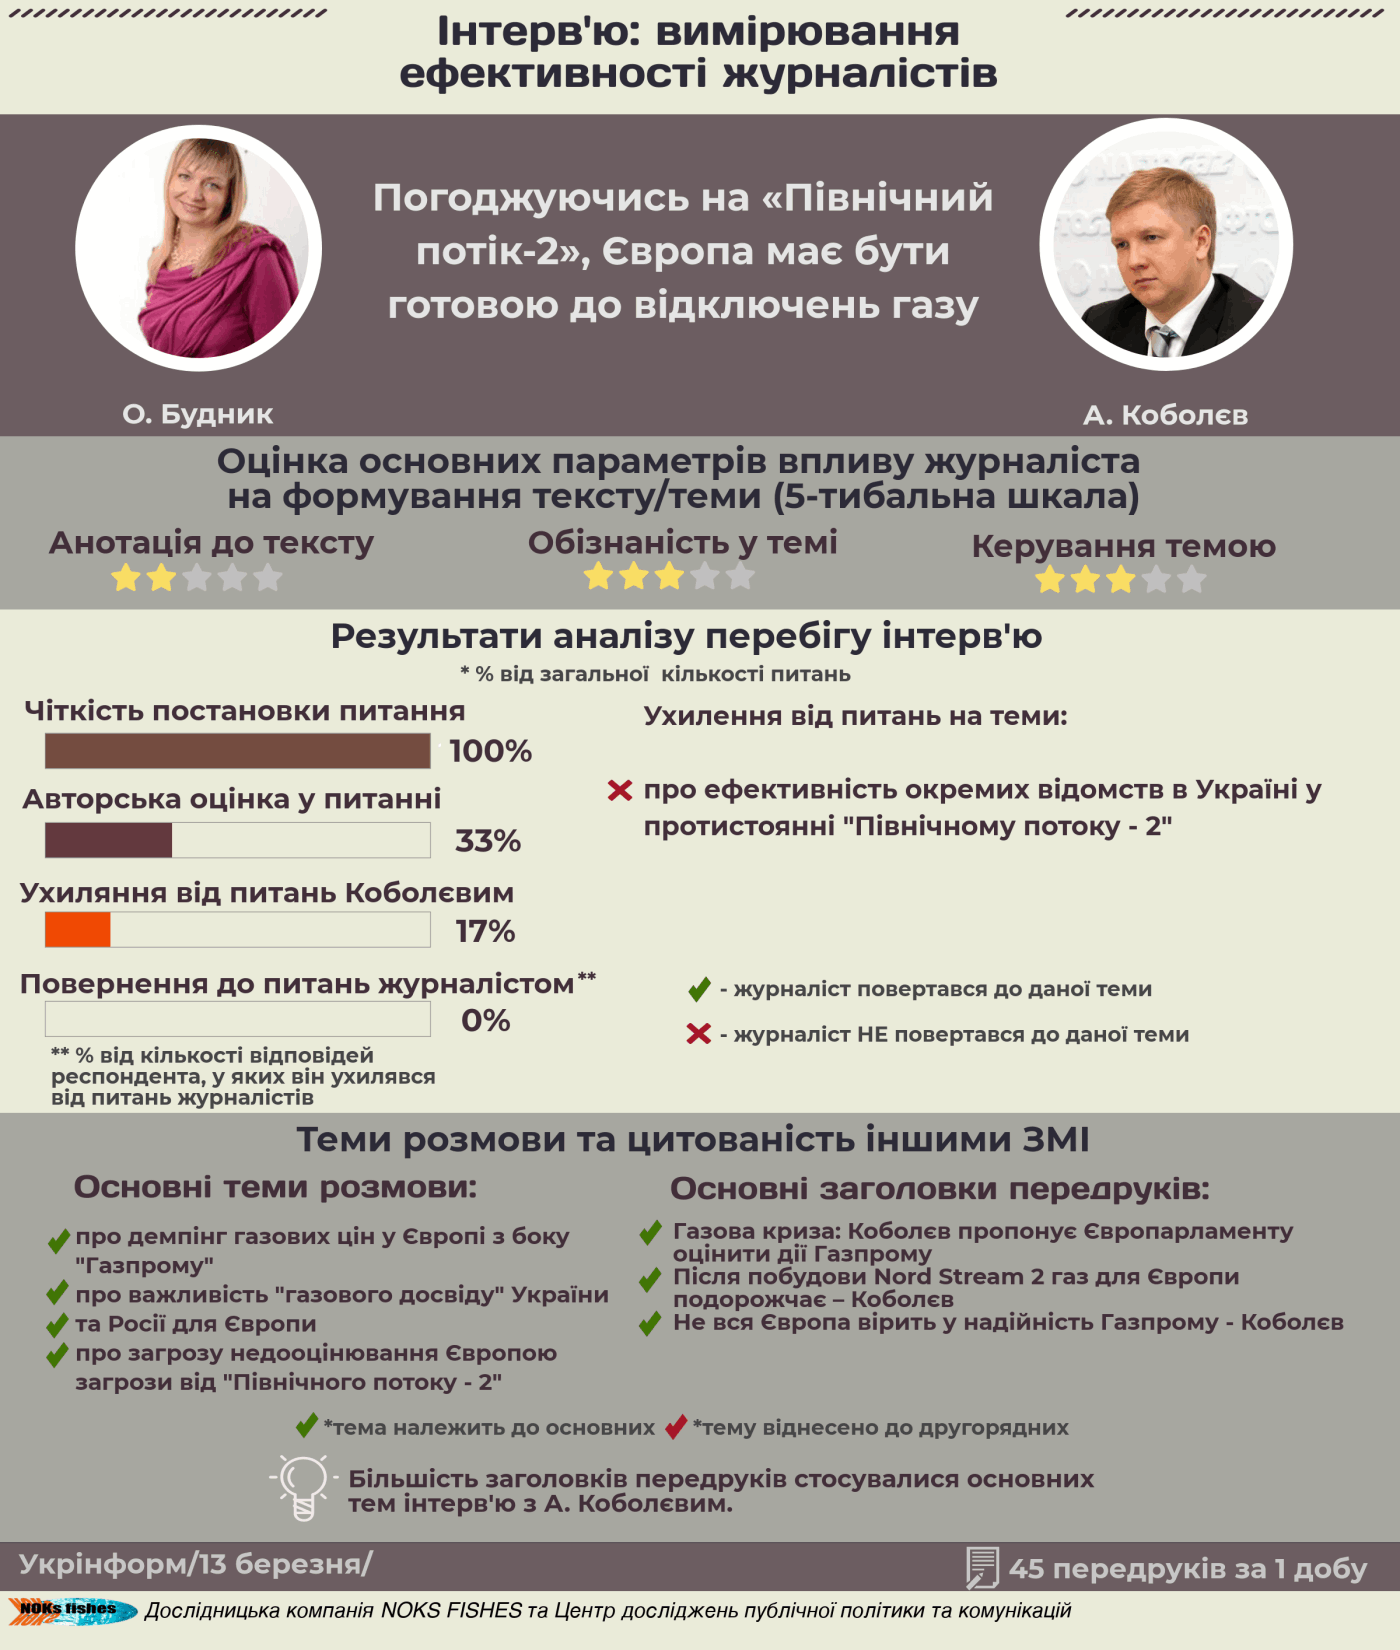 Інтерв'ю: вимірювання
ефективності журналістів
Погоджуючись на «Північний
потік-2», Європа має бути
готовою до відключень газу
О. Будник
А. Коболєв
Оцінка основних параметрів впливу журналіста
на формування тексту/теми (5-тибальна шкала)
Анотація до тексту
Обізнаність у темі
Керування темою
Результати аналізу перебігу інтерв'ю
* % від загальної кількості питань
Чіткість постановки питання
100%
Авторська оцінка у питанні
33%
Ухиляння від питань Коболєвим
17%
Повернення до питань журналістом**
0%
** % від кількості відповідей
респондента, у яких він ухилявся
від питань журналістів
Ухилення від питань на теми:
про ефективність окремих відомств в Україні у
протистоянні "Північному потоку - 2"
- журналіст повертався до даної теми
- журналіст НЕ повертався до даної теми
Теми розмови та цитованість іншими ЗМІ
Основні теми розмови:
про демпінг газових цін у Європі з боку
"Газпрому"
про важливість "газового досвіду" України
та Росії для Європи
про загрозу недооцінювання Європою
загрози від "Північного потоку - 2"
Основні заголовки передруків:
Газова криза: Коболєв пропонує Європарламенту
оцінити дії Газпрому
Після побудови Nord Stream 2 газ для Європи
подорожчає – Коболєв
Не вся Європа вірить у надійність Газпрому - Коболєв
*тема належить до основних
*тему віднесено до другорядних
Більшість заголовків передруків стосувалися основних
тем інтерв'ю з А. Коболєвим.
Укрінформ/13 березня/
45 передруків за 1 добу
NOKs fishes
Дослідницька компанія NOKS FISHES та Центр досліджень публічної політики та комунікацій